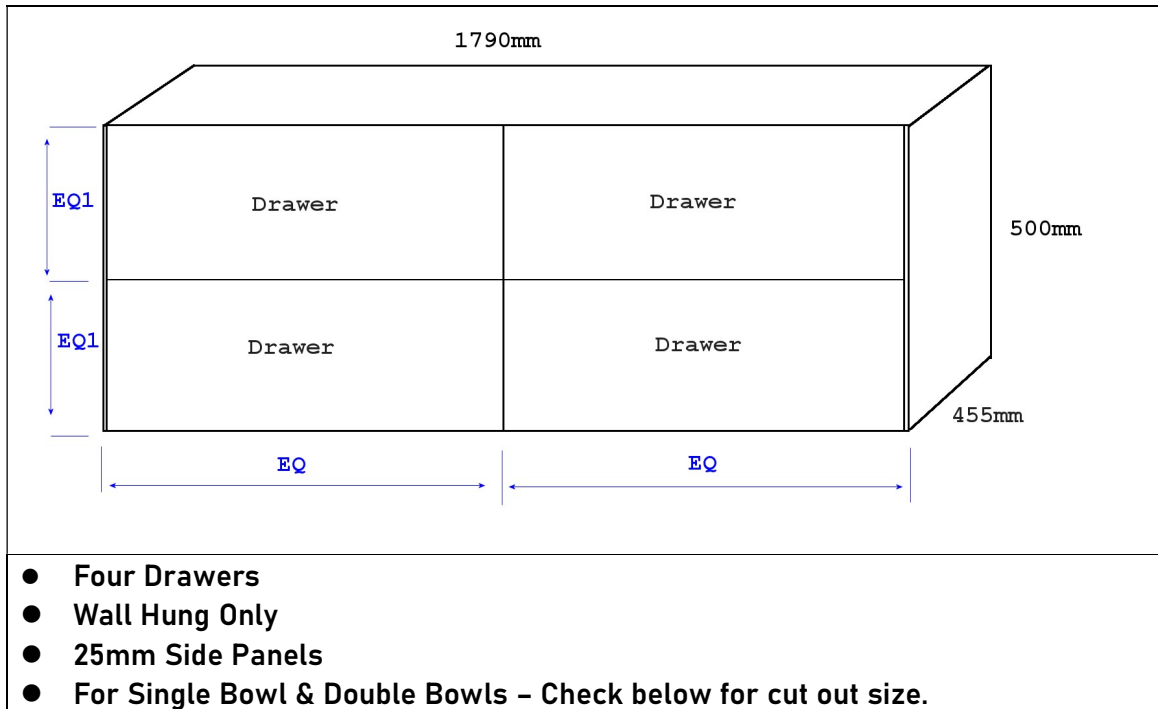 1790mm
EQ1
Drawer
Drawer
500mm
EQ1
Drawer
Drawer
455mm
EQ
EQ
● Four Drawers
● Wall Hung Only
● 25mm Side Panels
● For Single Bowl & Double Bowls – Check below for cut out size.